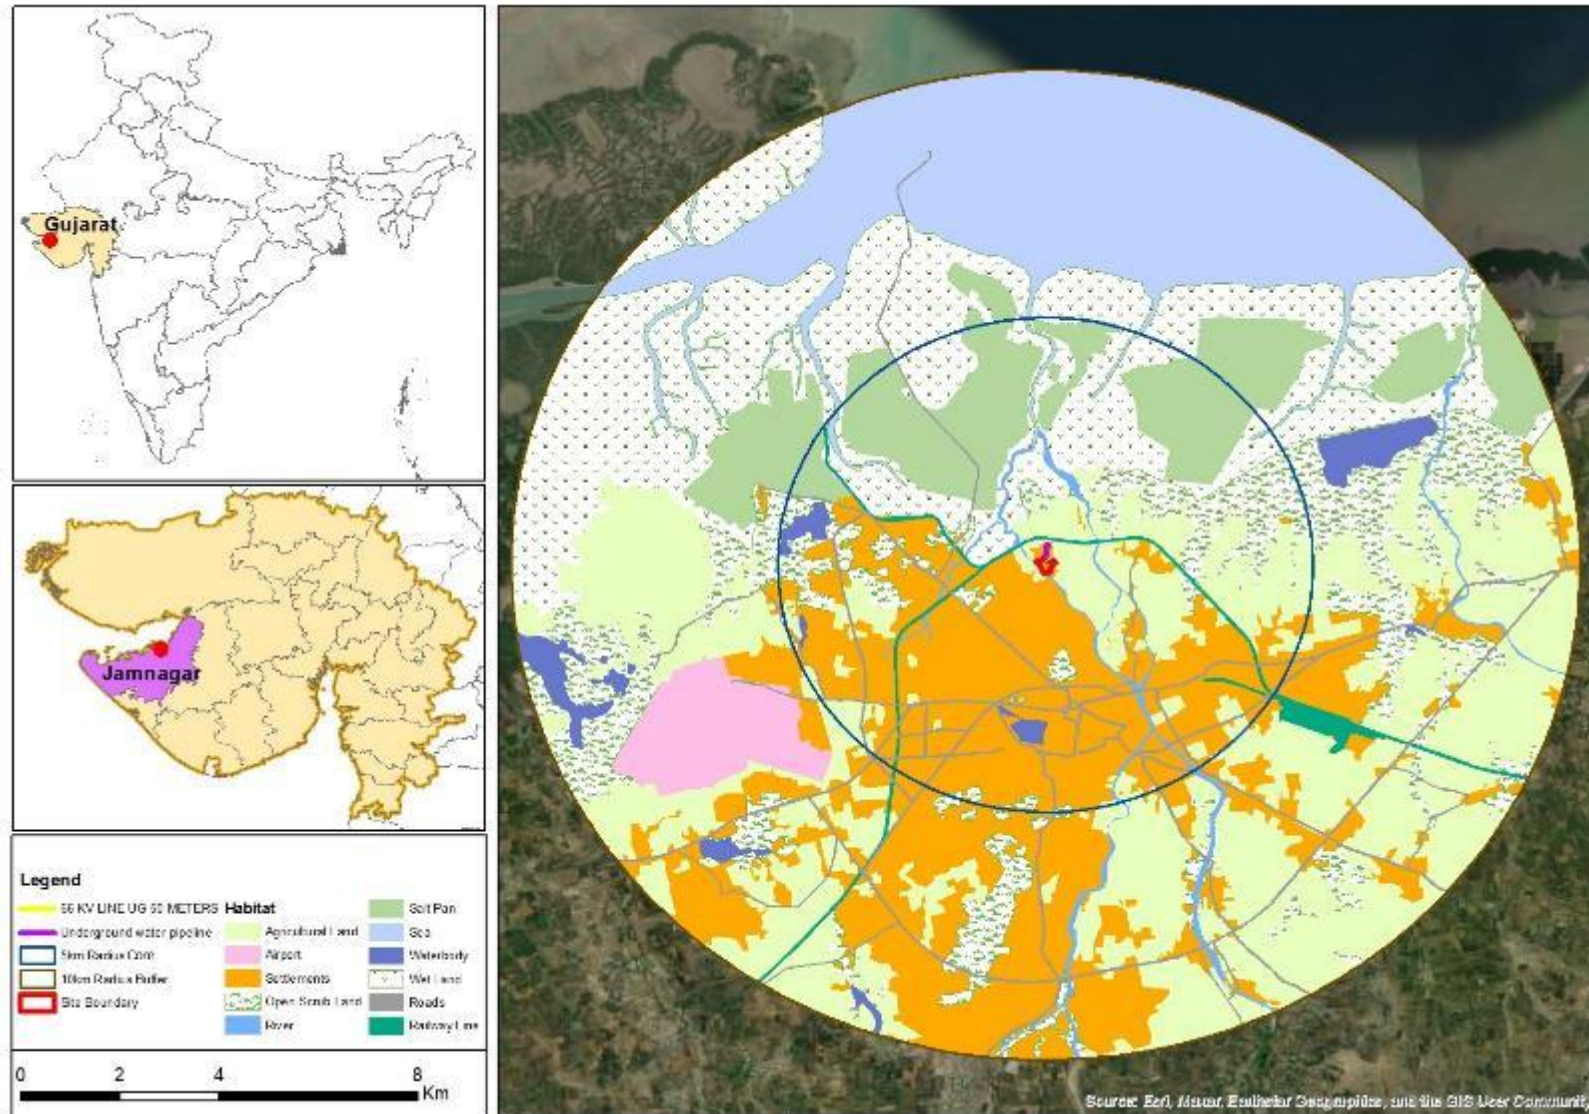 Gujarat
Jamnagar
Legend
66 KV LINE UG 50 METERS
Underground water pipeline
5km Radius Core
10km Radius Buffer
Site Boundary
Habitat
Agricultural Land
Airport
Settlements
Open Scrub Land
River
Salt Pan
Sea
Waterbody
Wet Land
Roads
Railway Line
0 2 4 8
Km
Source: Esri, Maxar, Earthstar Geographics, and the GIS User Community